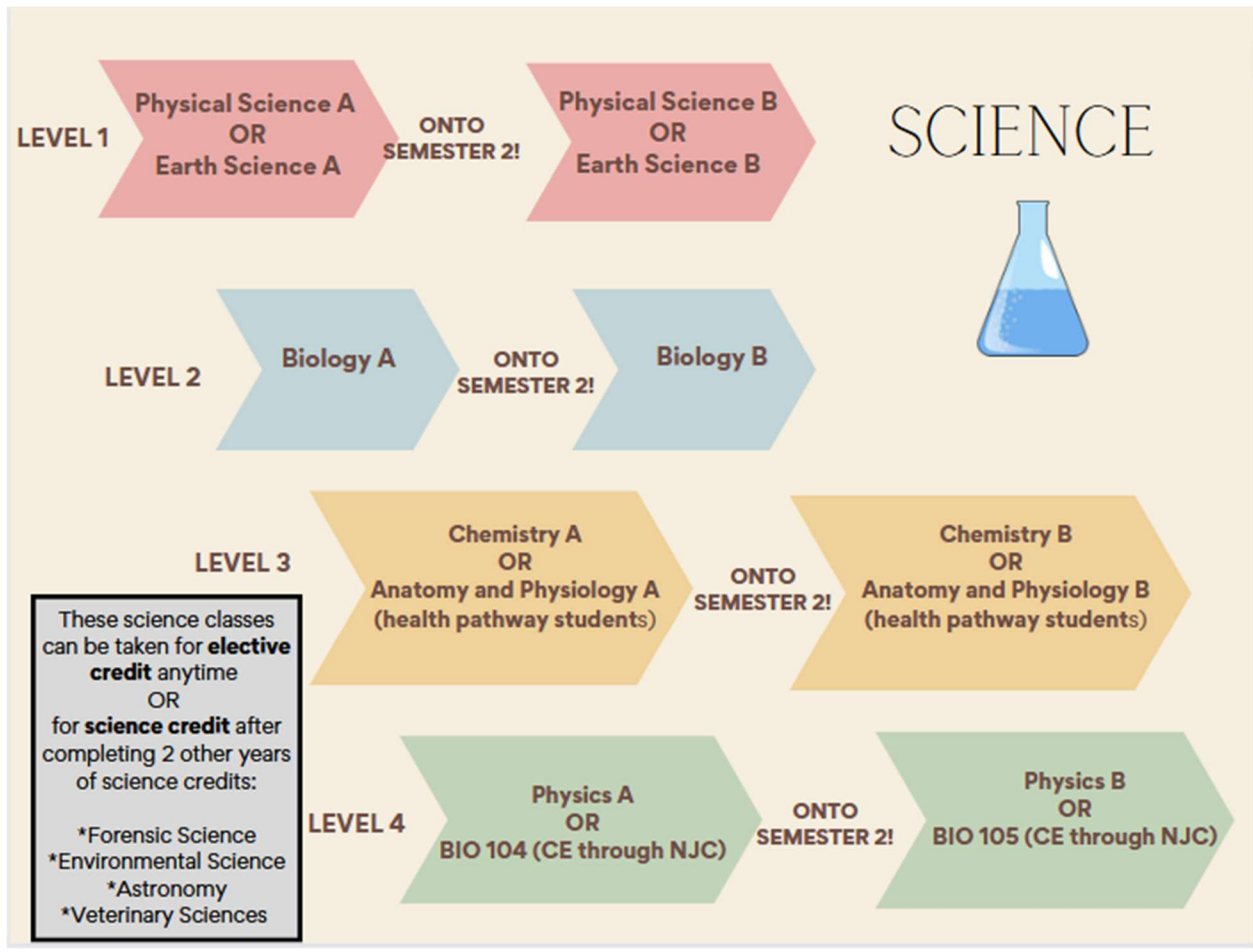 SCIENCE
LEVEL 1
Physical Science A
OR
Earth Science A
ONTO
SEMESTER 2!
Physical Science B
OR
Earth Science B
LEVEL 2
Biology A
ONTO
SEMESTER 2!
Biology B
LEVEL 3
Chemistry A
OR
Anatomy and Physiology A
(health pathway students)
ONTO
SEMESTER 2!
Chemistry B
OR
Anatomy and Physiology B
(health pathway students)
LEVEL 4
Physics A
OR
BIO 104 (CE through NJC)
ONTO
SEMESTER 2!
Physics B
OR
BIO 105 (CE through NJC)
These science classes
can be taken for elective
credit anytime
OR
for science credit after
completing 2 other years
of science credits:
*Forensic Science
*Environmental Science
*Astronomy
*Veterinary Sciences